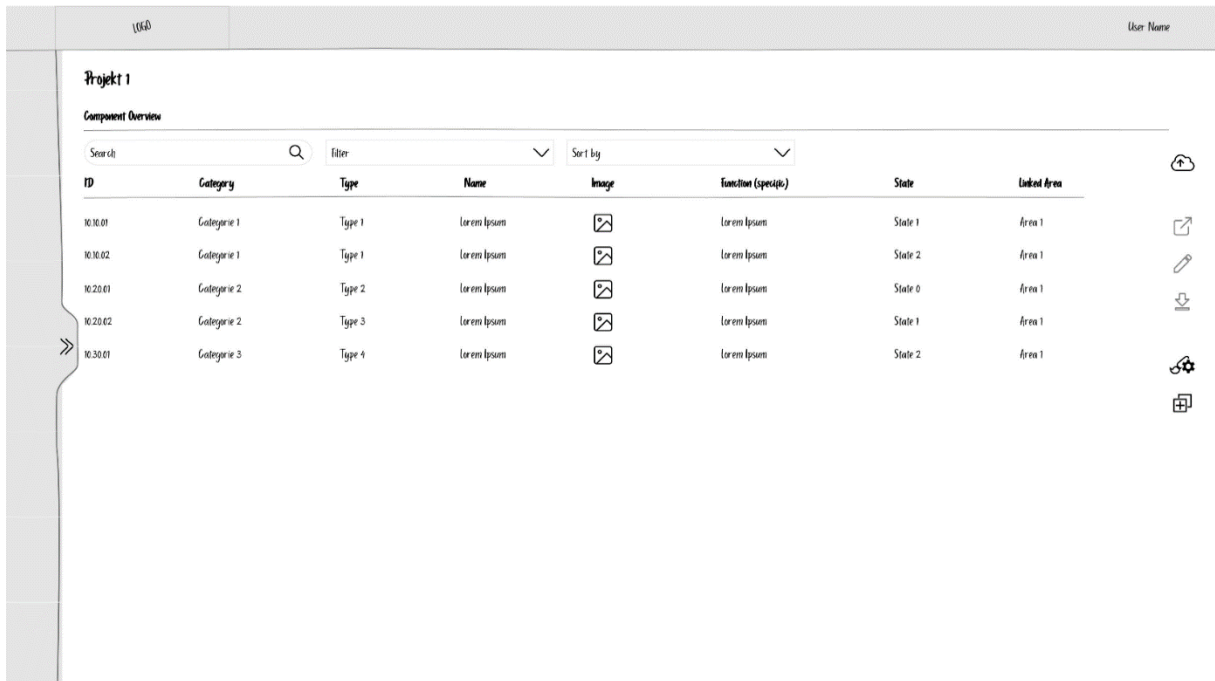 LOGO
User Name
Projekt 1
Component Overview
Search Filter Sort by
ID Category Type Name Image Function (specific) State Linked Area
10.10.01 Categorie 1 Type 1 Lorem Ipsum Lorem Ipsum State 1 Area 1
10.10.02 Categorie 1 Type 1 Lorem Ipsum Lorem Ipsum State 2 Area 1
10.20.01 Categorie 2 Type 2 Lorem Ipsum Lorem Ipsum State 0 Area 1
10.20.02 Categorie 2 Type 3 Lorem Ipsum Lorem Ipsum State 1 Area 1
10.30.01 Categorie 3 Type 4 Lorem Ipsum Lorem Ipsum State 2 Area 1